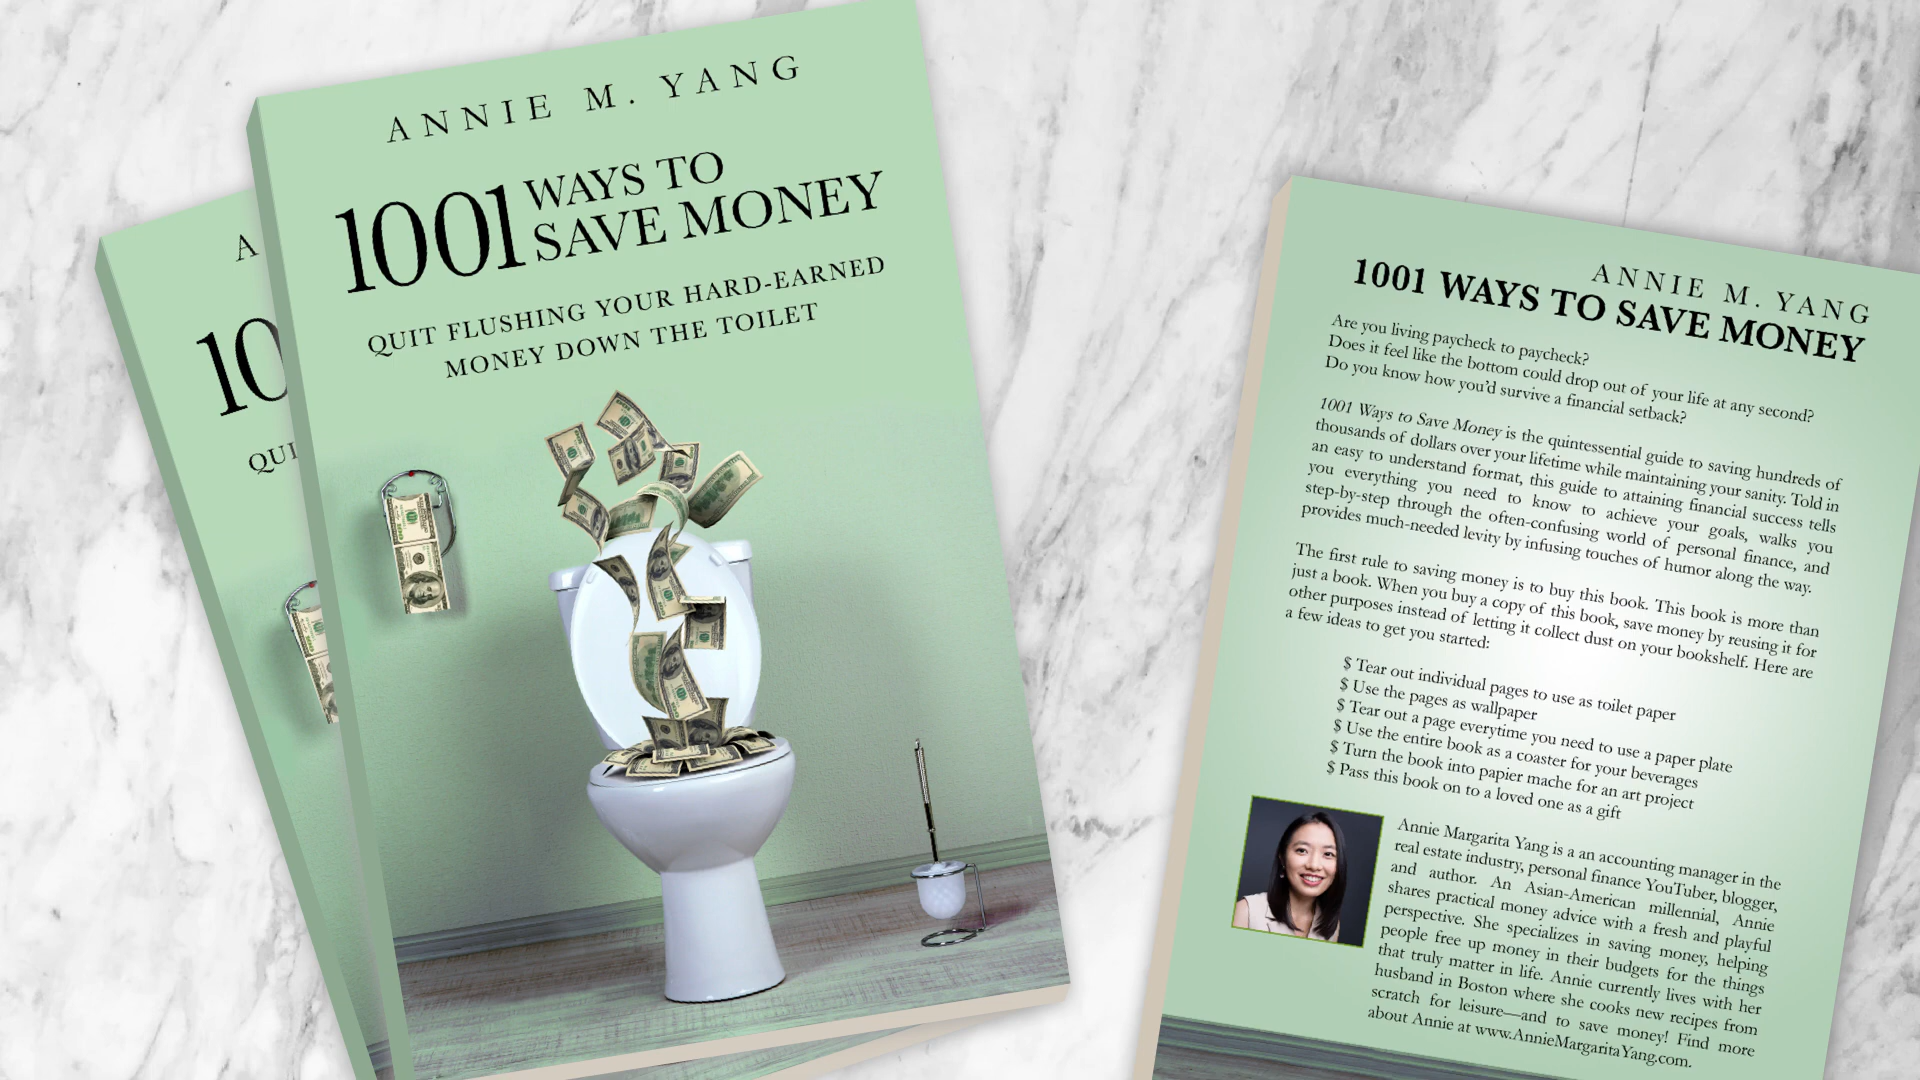 ANNIE M. YANG
1001 WAYS TO
SAVE MONEY
QUIT FLUSHING YOUR HARD-EARNED
MONEY DOWN THE TOILET
A
10
QUI
ANNIE M. YANG
1001 WAYS TO SAVE MONEY
Are you living paycheck to paycheck?
Does it feel like the bottom could drop out of your life at any second?
Do you know how you'd survive a financial setback?
1001 Ways to Save Money is the quintessential guide to saving hundreds of
thousands of dollars over your lifetime while maintaining your sanity. Told in
an easy to understand format, this guide to attaining financial success tells
you everything you need to know to achieve your goals, walks you
step-by-step through the often-confusing world of personal finance, and
provides much-needed levity by infusing touches of humor along the way.
The first rule to saving money is to buy this book. This book is more than
just a book. When you buy a copy of this book, save money by reusing it for
other purposes instead of letting it collect dust on your bookshelf. Here are
a few ideas to get you started:
$ Tear out individual pages to use as toilet paper
$ Use the pages as wallpaper
$ Tear out a page everytime you need to use a paper plate
$ Use the entire book as a coaster for your beverages
$ Turn the book into papier mache for an art project
$ Pass this book on to a loved one as a gift
Annie Margarita Yang is a an accounting manager in the
real estate industry, personal finance YouTuber, blogger,
and author. An Asian-American millennial, Annie
shares practical money advice with a fresh and playful
perspective. She specializes in saving money, helping
people free up money in their budgets for the things
that truly matter in life. Annie currently lives with her
husband in Boston where she cooks new recipes from
scratch for leisure—and to save money! Find more
about Annie at www.AnnieMargaritaYang.com.